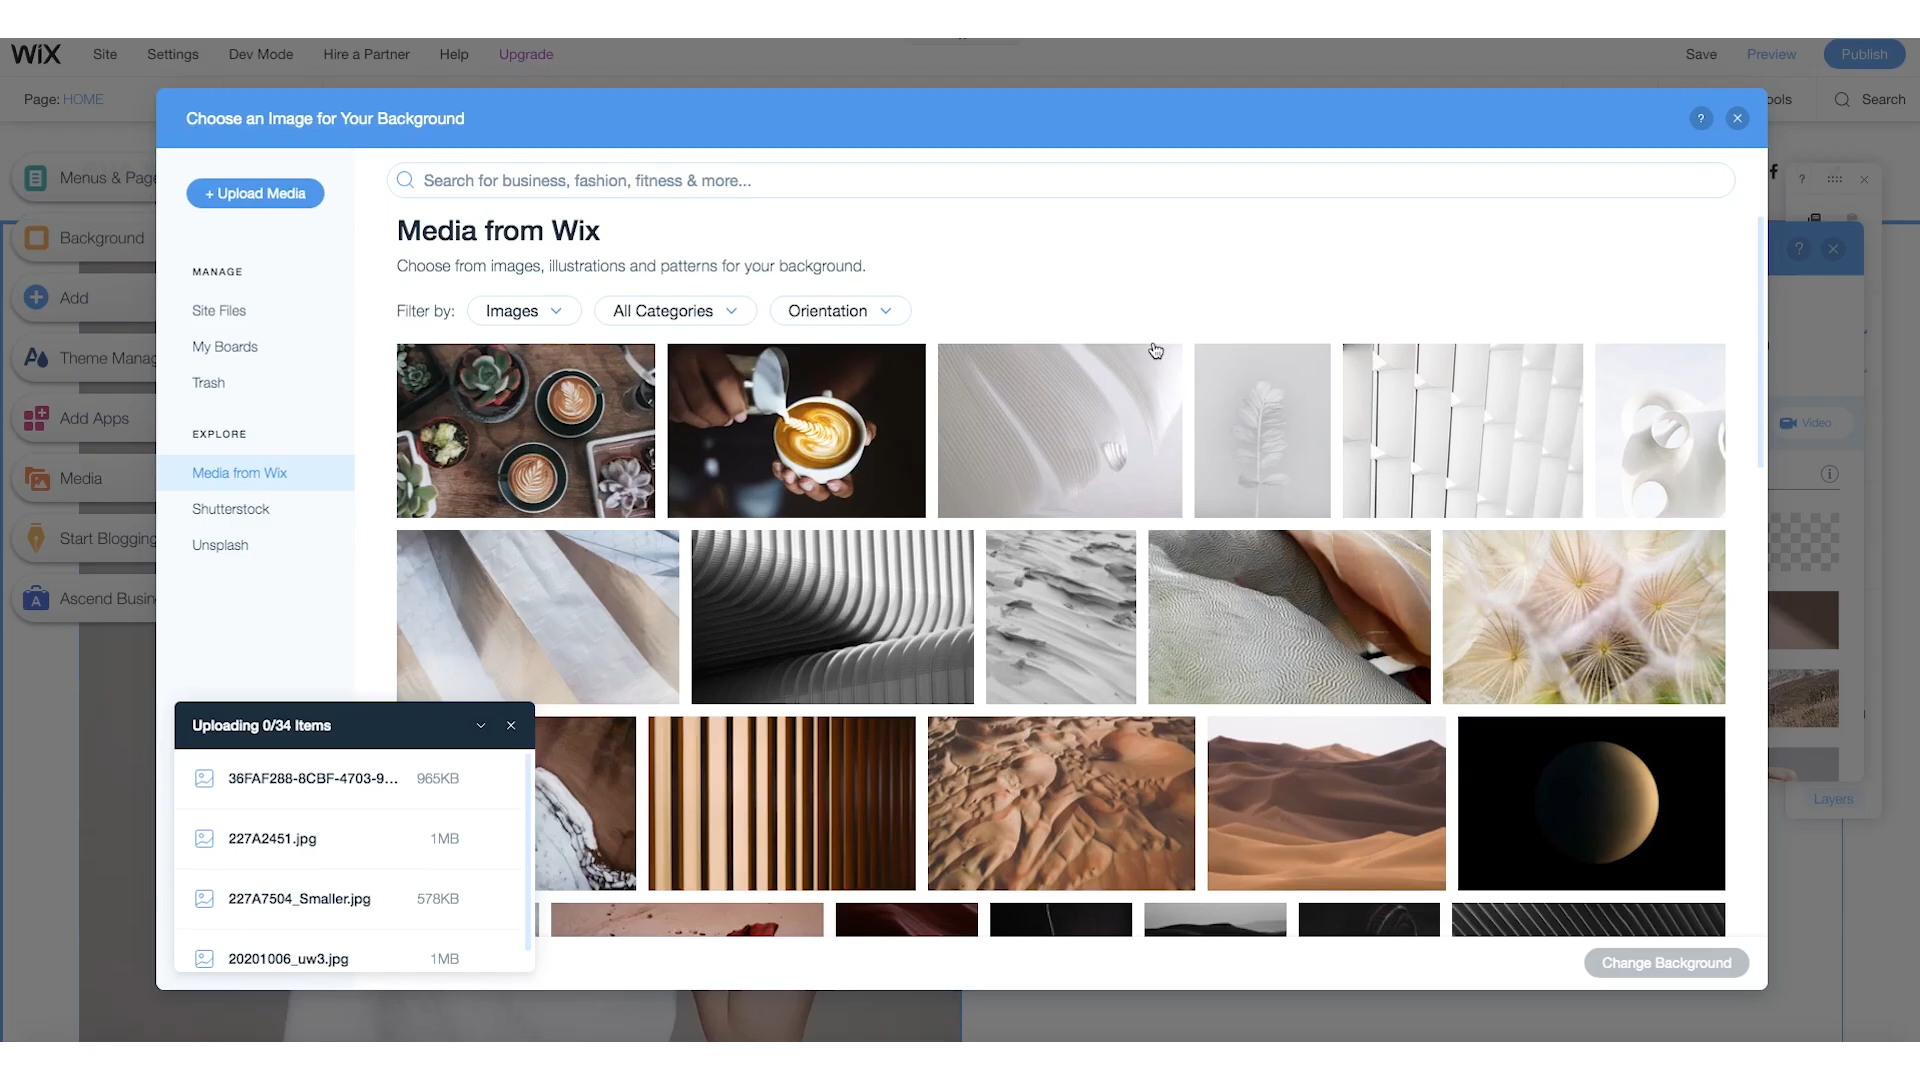 WiX
Site
Settings
Dev Mode
Hire a Partner
Help
Upgrade
Save
Preview
Publish
Page: HOME
ools
Search
Choose an Image for Your Background
?
Menus & Page
Background
Add
Theme Manag
Add Apps
Media
Start Blogging
Ascend Busin
+ Upload Media
MANAGE
Site Files
My Boards
Trash
EXPLORE
Media from Wix
Shutterstock
Unsplash
Search for business, fashion, fitness & more...
Media from Wix
Choose from images, illustrations and patterns for your background.
Filter by:
Images
All Categories
Orientation
?
?
Video
Layers
Uploading 0/34 Items
36FAF288-8CBF-4703-9... 965KB
227A2451.jpg 1MB
227A7504_Smaller.jpg 578KB
20201006_uw3.jpg 1MB
Change Background